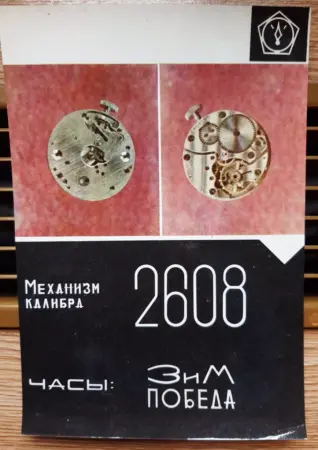 Механизм
калибра
2608
Часы:
ЗиМ
Победа